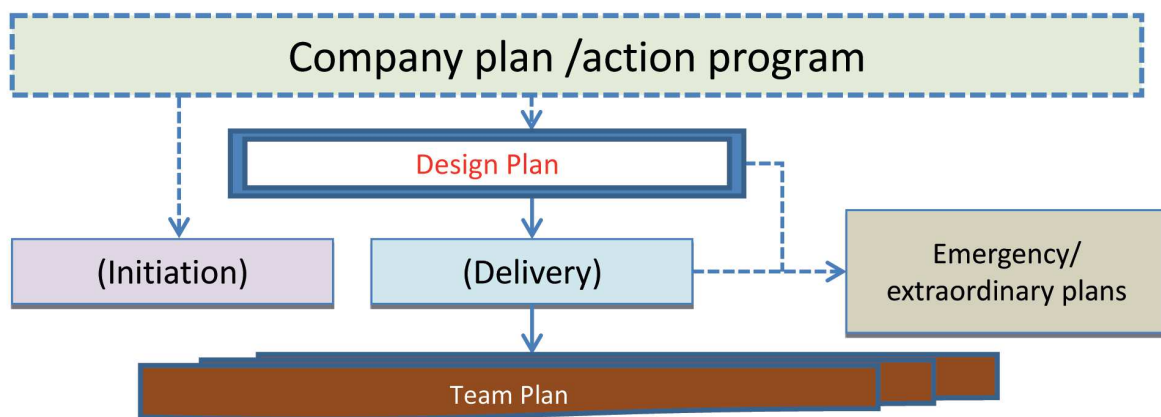 Company plan /action program
Design Plan
(Initiation)
(Delivery)
Emergency/
extraordinary plans
Team Plan